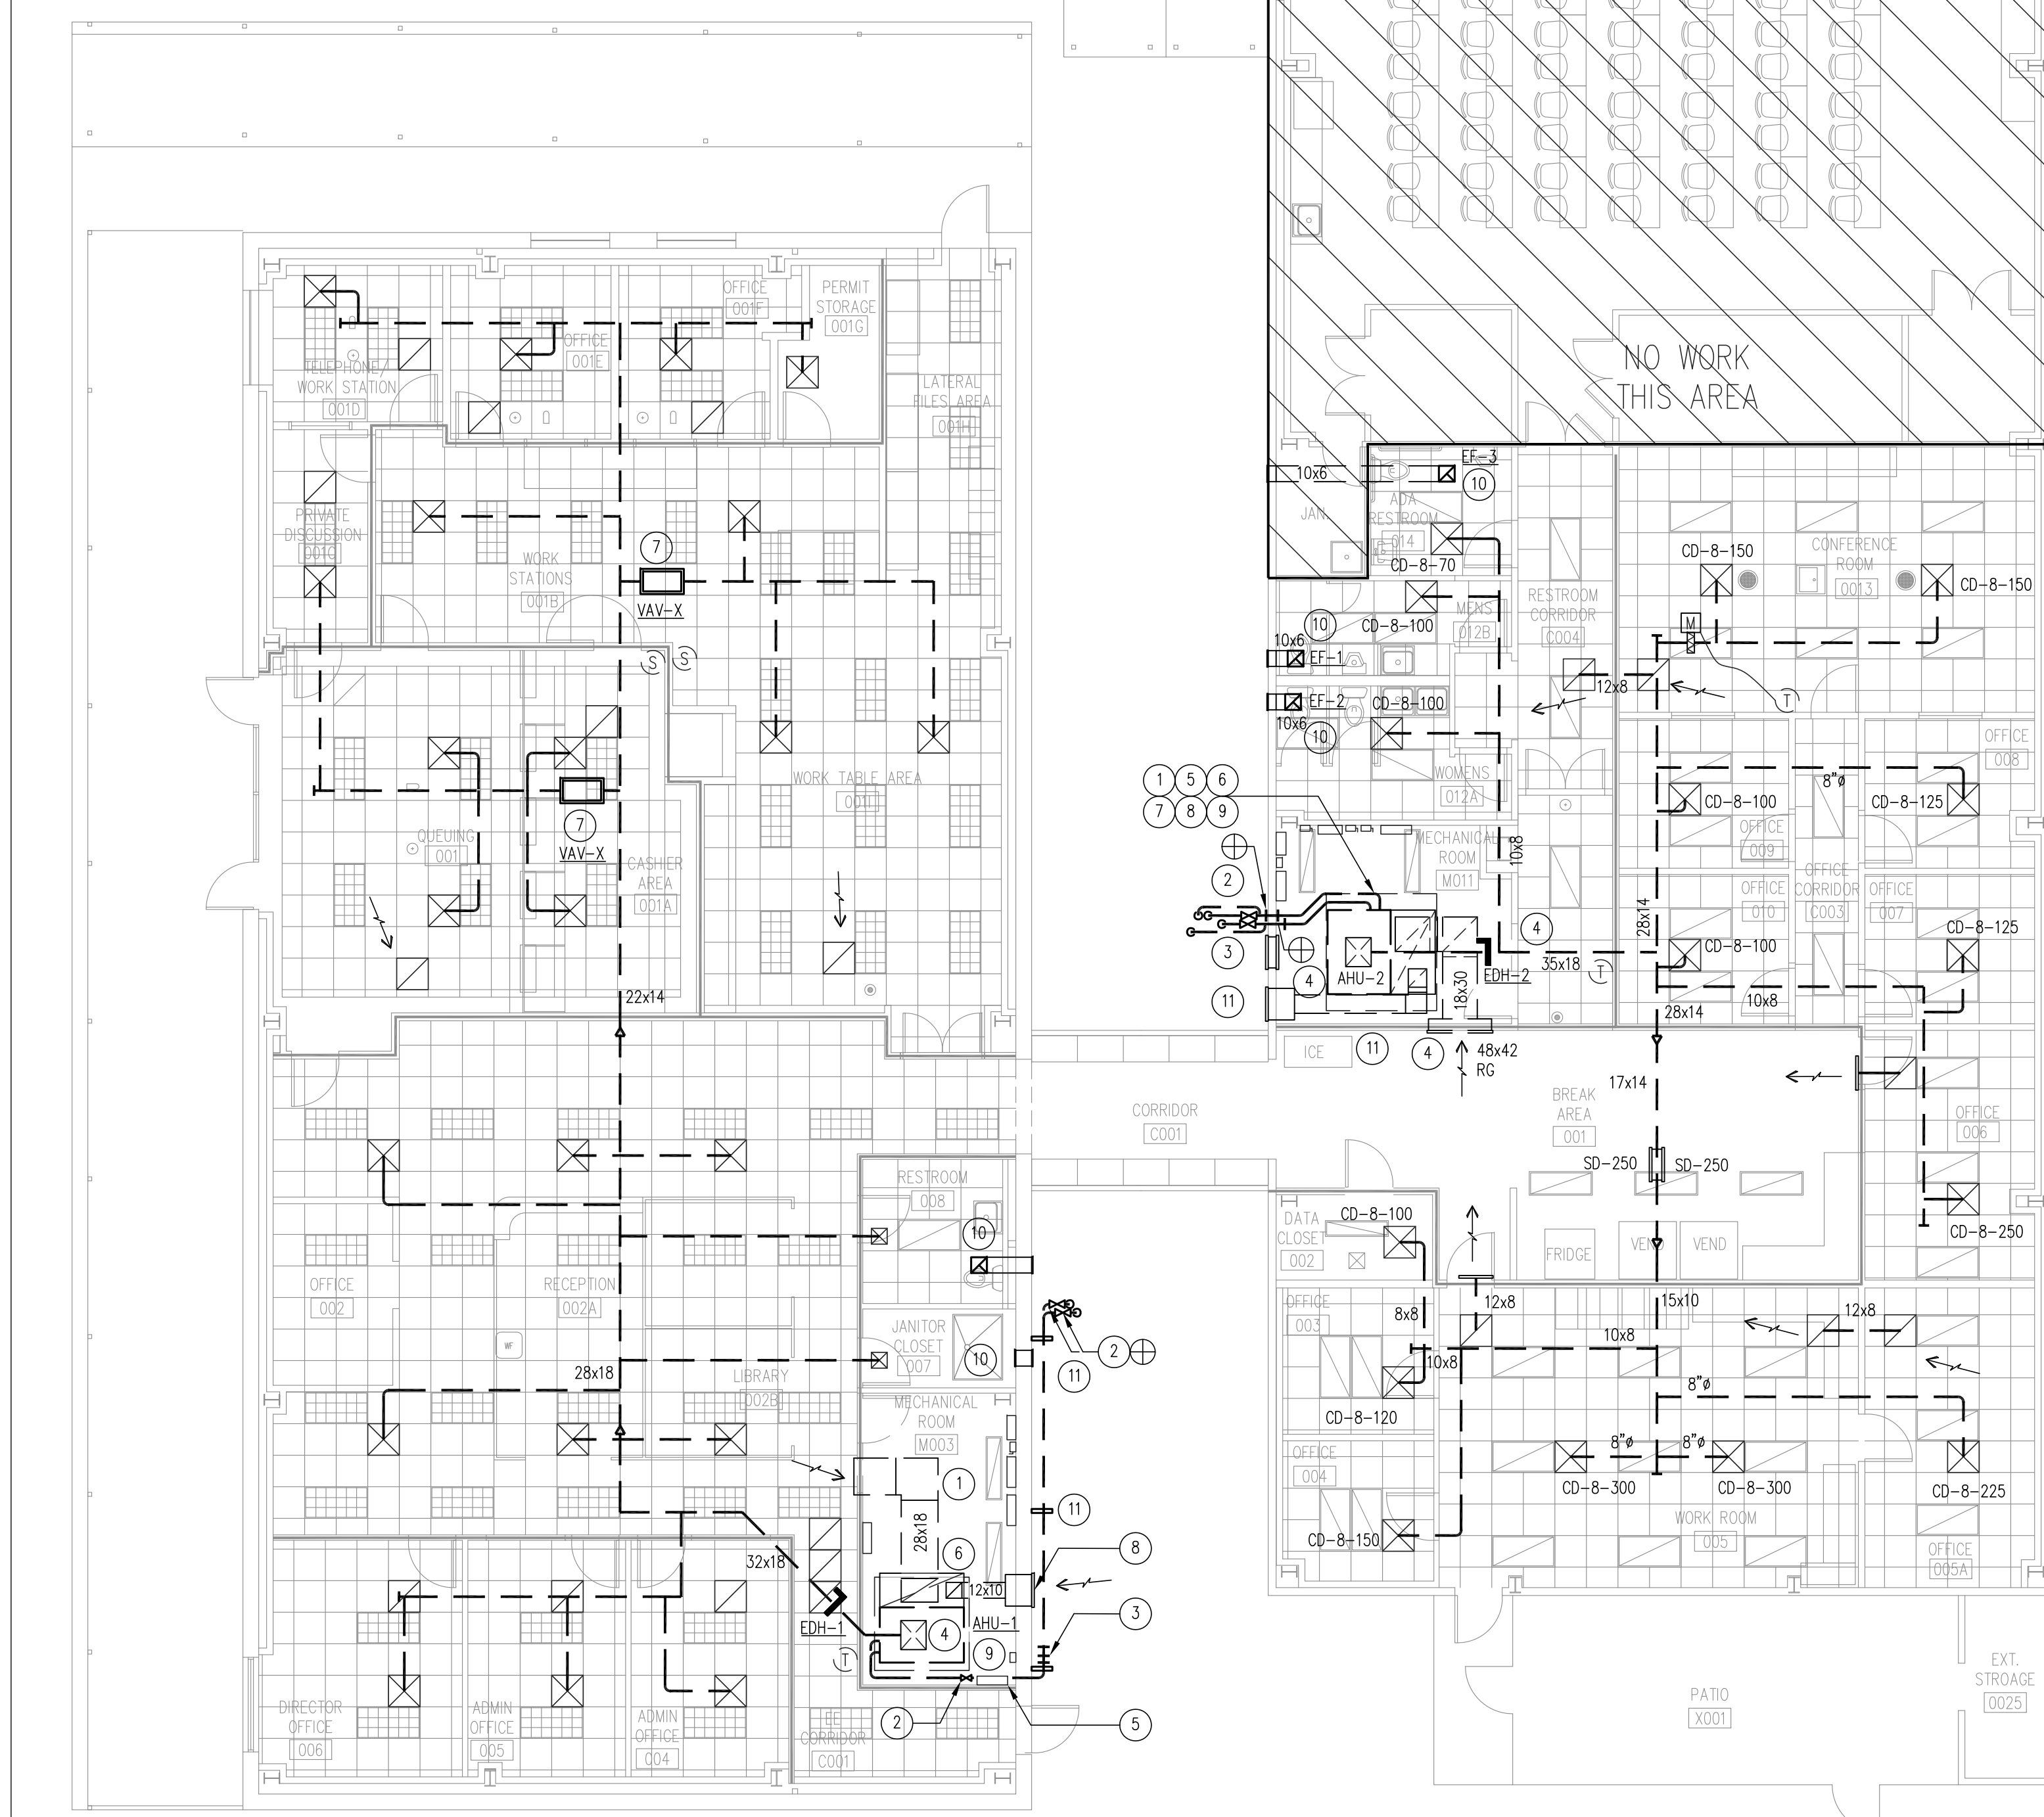 NO WORK
THIS AREA
OFFICE
001F
PERMIT
STORAGE
001G
OFFICE
001E
TELEPHONE/
WORK STATION
001D
LATERAL
FILES AREA
001H
PRIVATE
DISCUSSION
001C
WORK
STATIONS
001B
7
VAV-X
S
S
WORK TABLE AREA
001I
QUEUING
001
7
VAV-X
CASHIER
AREA
001A
22x14
OFFICE
002
RECEPTION
002A
WF
28x18
LIBRARY
002B
RESTROOM
008
10
JANITOR
CLOSET
007
10
MECHANICAL
ROOM
M003
1
28x18
6
32x18
12x10
EDH-1
AHU-1
4
9
T
2
5
3
8
11
11
2
DIRECTOR
OFFICE
006
ADMIN
OFFICE
005
ADMIN
OFFICE
C04
EE
CORRIDOR
C001
CORRIDOR
C001
10x6
EF-3
10
JAN.
ADA
RESTROOM
014
CD-8-70
10
CD-8-100
MENS
012B
10x6
EF-1
EF-2
10x6
10
CD-8-100
WOMENS
012A
RESTROOM
CORRIDOR
C004
12x8
1
5
6
7
8
9
2
3
11
4
MECHANICAL
ROOM
M011
10x8
AHU-2
18x30
EDH-2
4
35x18
T
ICE
11
4
48x42
RG
CD-8-150
CONFERENCE
ROOM
0013
CD-8-150
M
T
OFFICE
008
8"ø
CD-8-100
CD-8-125
OFFICE
009
28x14
OFFICE
010
OFFICE
CORRIDOR
C003
OFFICE
007
CD-8-100
CD-8-125
10x8
28x14
17x14
BREAK
AREA
001
SD-250
SD-250
OFFICE
006
CD-8-250
FRIDGE
VEND
VEND
DATA
CLOSET
002
CD-8-100
OFFICE
003
8x8
12x8
15x10
12x8
10x8
10x8
CD-8-120
8"ø
OFFICE
004
8"ø
8"ø
CD-8-300
CD-8-300
CD-8-225
CD-8-150
WORK ROOM
005
OFFICE
005A
PATIO
X001
EXT.
STROAGE
0025